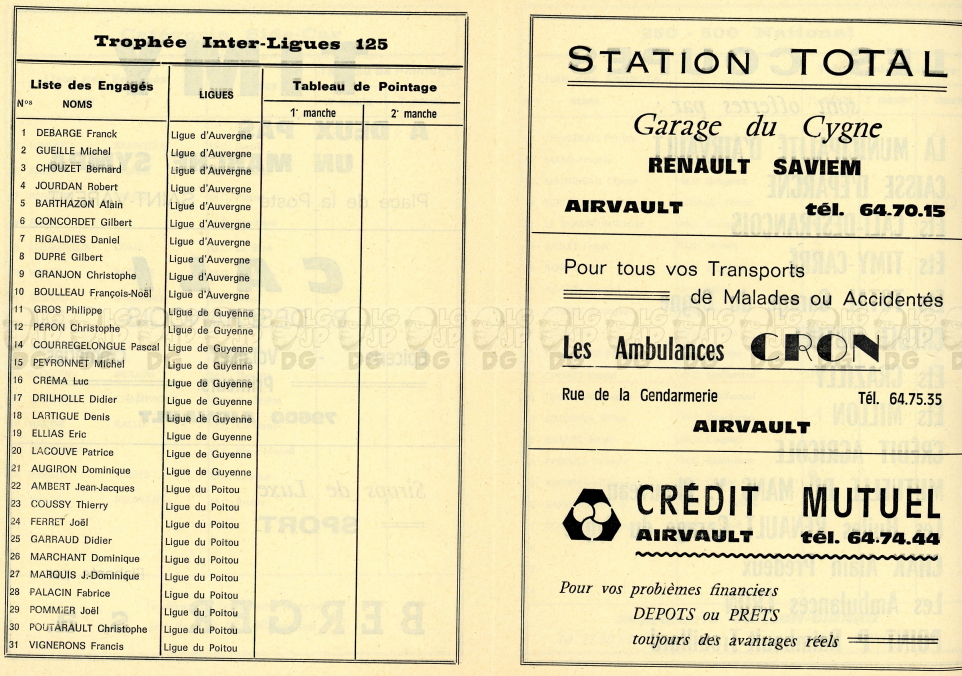 Trophée Inter-Ligues 125
Liste des Engagés
Nos NOMS
LIGUES
Tableau de Pointage
1e manche 2e manche
1 DEBARGE Franck Ligue d'Auvergne
2 GUEILLE Michel Ligue d'Auvergne
3 CHOUZET Bernard Ligue d'Auvergne
4 JOURDAN Robert Ligue d'Auvergne
5 BARTHAZON Alain Ligue d'Auvergne
6 CONCORDET Gilbert Ligue d'Auvergne
7 RIGALDIES Daniel Ligue d'Auvergne
8 DUPRÉ Gilbert Ligue d'Auvergne
9 GRANJON Christophe Ligue d'Auvergne
10 BOULLEAU François-Noël Ligue d'Auvergne
11 GROS Philippe Ligue de Guyenne
12 PERON Christophe Ligue de Guyenne
14 COURREGELONGUE Pascal Ligue de Guyenne
15 PEYRONNET Michel Ligue de Guyenne
16 CREMA Luc Ligue de Guyenne
17 DRILHOLLE Didier Ligue de Guyenne
18 LARTIGUE Denis Ligue de Guyenne
19 ELLIAS Eric Ligue de Guyenne
20 LACOUVE Patrice Ligue de Guyenne
21 AUGIRON Dominique Ligue de Guyenne
22 AMBERT Jean-Jacques Ligue du Poitou
23 COUSSY Thierry Ligue du Poitou
24 FERRET Joël Ligue du Poitou
25 GARRAUD Didier Ligue du Poitou
26 MARCHANT Dominique Ligue du Poitou
27 MARQUIS J.-Dominique Ligue du Poitou
28 PALACIN Fabrice Ligue du Poitou
29 POMMIER Joël Ligue du Poitou
30 POUTARAULT Christophe Ligue du Poitou
31 VIGNERONS Francis Ligue du Poitou
STATION TOTAL
Garage du Cygne
RENAULT SAVIEM
AIRVAULT tél. 64.70.15
Pour tous vos Transports
de Malades ou Accidentés
Les Ambulances CRON
Rue de la Gendarmerie Tél. 64.75.35
AIRVAULT
CRÉDIT MUTUEL
AIRVAULT tél. 64.74.44
Pour vos problèmes financiers
DEPOTS ou PRETS
toujours des avantages réels